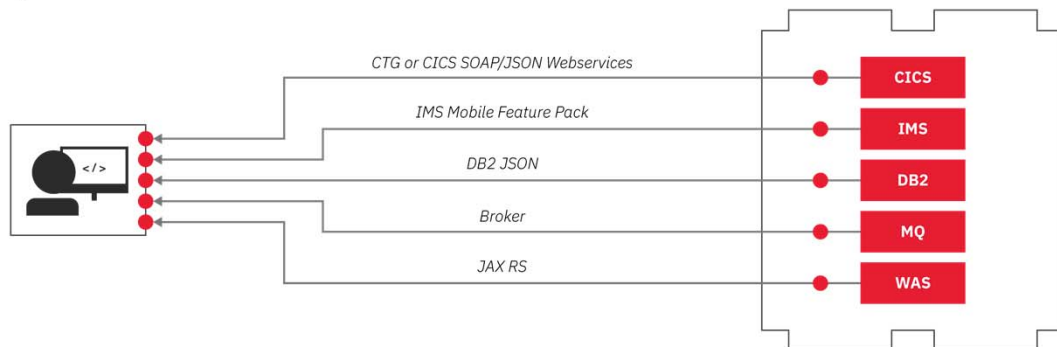 CTG or CICS SOAP/JSON Webservices
CICS
IMS Mobile Feature Pack
IMS
</>
DB2 JSON
DB2
Broker
MQ
JAX RS
WAS